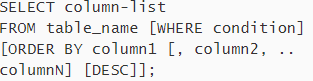 SELECT column-list
FROM table_name [WHERE condition]
[ORDER BY column1 [, column2, ..
columnN] [DESC]];